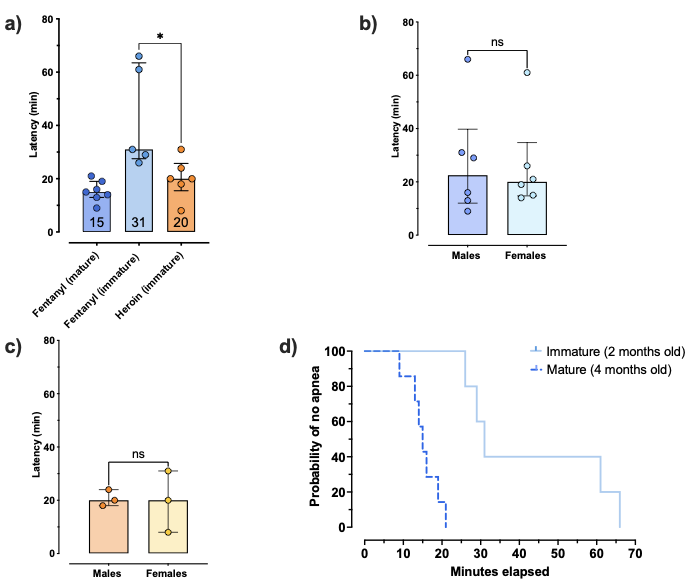 a)
Latency (min)
80
60
40
20
0
*
15
31
20
Fentanyl (mature)
Fentanyl (immature)
Heroin (immature)
b)
Latency (min)
80
60
40
20
0
ns
Males
Females
c)
Latency (min)
80
60
40
20
0
ns
Males
Females
d)
Immature (2 months old)
Mature (4 months old)
Probability of no apnea
100
80
60
40
20
0
0 10 20 30 40 50 60 70
Minutes elapsed